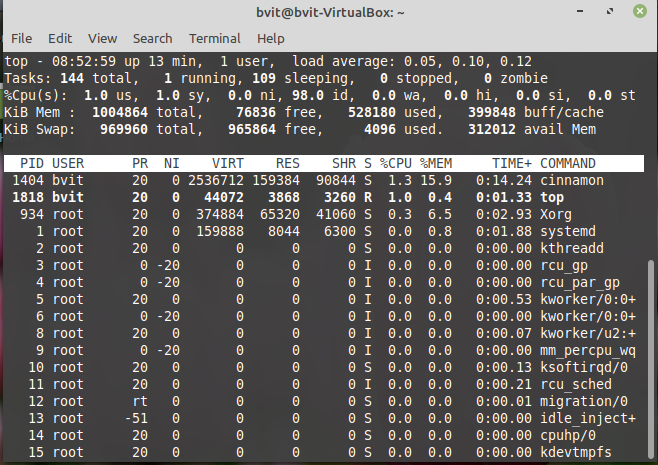 bvit@bvit-VirtualBox: ~
File Edit View Search Terminal Help
top - 08:52:59 up 13 min,  1 user,  load average: 0.05, 0.10, 0.12
Tasks: 144 total,   1 running, 109 sleeping,   0 stopped,   0 zombie
%Cpu(s):  1.0 us,  1.0 sy,  0.0 ni, 98.0 id,  0.0 wa,  0.0 hi,  0.0 si,  0.0 st
KiB Mem :  1004864 total,    76836 free,   528180 used,   399848 buff/cache
KiB Swap:   969960 total,   965864 free,     4096 used.   312012 avail Mem
PID USER      PR  NI    VIRT    RES    SHR S %CPU %MEM     TIME+ COMMAND
1404 bvit      20   0 2536712 159384  90844 S  1.3 15.9   0:14.24 cinnamon
1818 bvit      20   0   44072   3868   3260 R  1.0  0.4   0:01.33 top
934 root      20   0  374884  65320  41060 S  0.3  6.5   0:02.93 Xorg
1 root      20   0  159888   8044   6300 S  0.0  0.8   0:01.88 systemd
2 root      20   0       0      0      0 S  0.0  0.0   0:00.00 kthreadd
3 root       0 -20       0      0      0 I  0.0  0.0   0:00.00 rcu_gp
4 root       0 -20       0      0      0 I  0.0  0.0   0:00.00 rcu_par_gp
5 root      20   0       0      0      0 I  0.0  0.0   0:00.53 kworker/0:0+
6 root       0 -20       0      0      0 I  0.0  0.0   0:00.00 kworker/0:0+
8 root      20   0       0      0      0 I  0.0  0.0   0:00.07 kworker/u2:+
9 root       0 -20       0      0      0 I  0.0  0.0   0:00.00 mm_percpu_wq
10 root      20   0       0      0      0 S  0.0  0.0   0:00.13 ksoftirqd/0
11 root      20   0       0      0      0 I  0.0  0.0   0:00.21 rcu_sched
12 root      rt   0       0      0      0 S  0.0  0.0   0:00.01 migration/0
13 root     -51   0       0      0      0 S  0.0  0.0   0:00.00 idle_inject+
14 root      20   0       0      0      0 S  0.0  0.0   0:00.00 cpuhp/0
15 root      20   0       0      0      0 S  0.0  0.0   0:00.00 kdevtmpfs